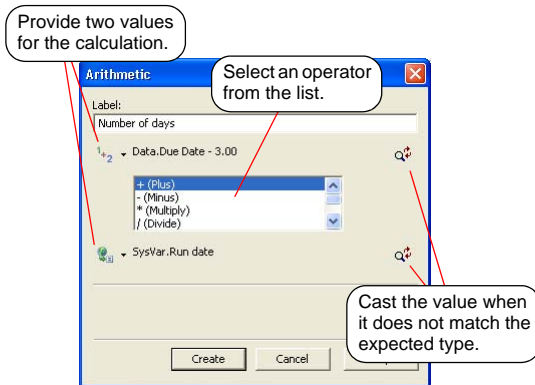 Provide two values
for the calculation.
Arithmetic
Select an operator
from the list.
Label:
Number of days
1+2
Data.Due Date - 3.00
+ (Plus)
- (Minus)
* (Multiply)
/ (Divide)
SysVar.Run date
Cast the value when
it does not match the
expected type.
Create
Cancel